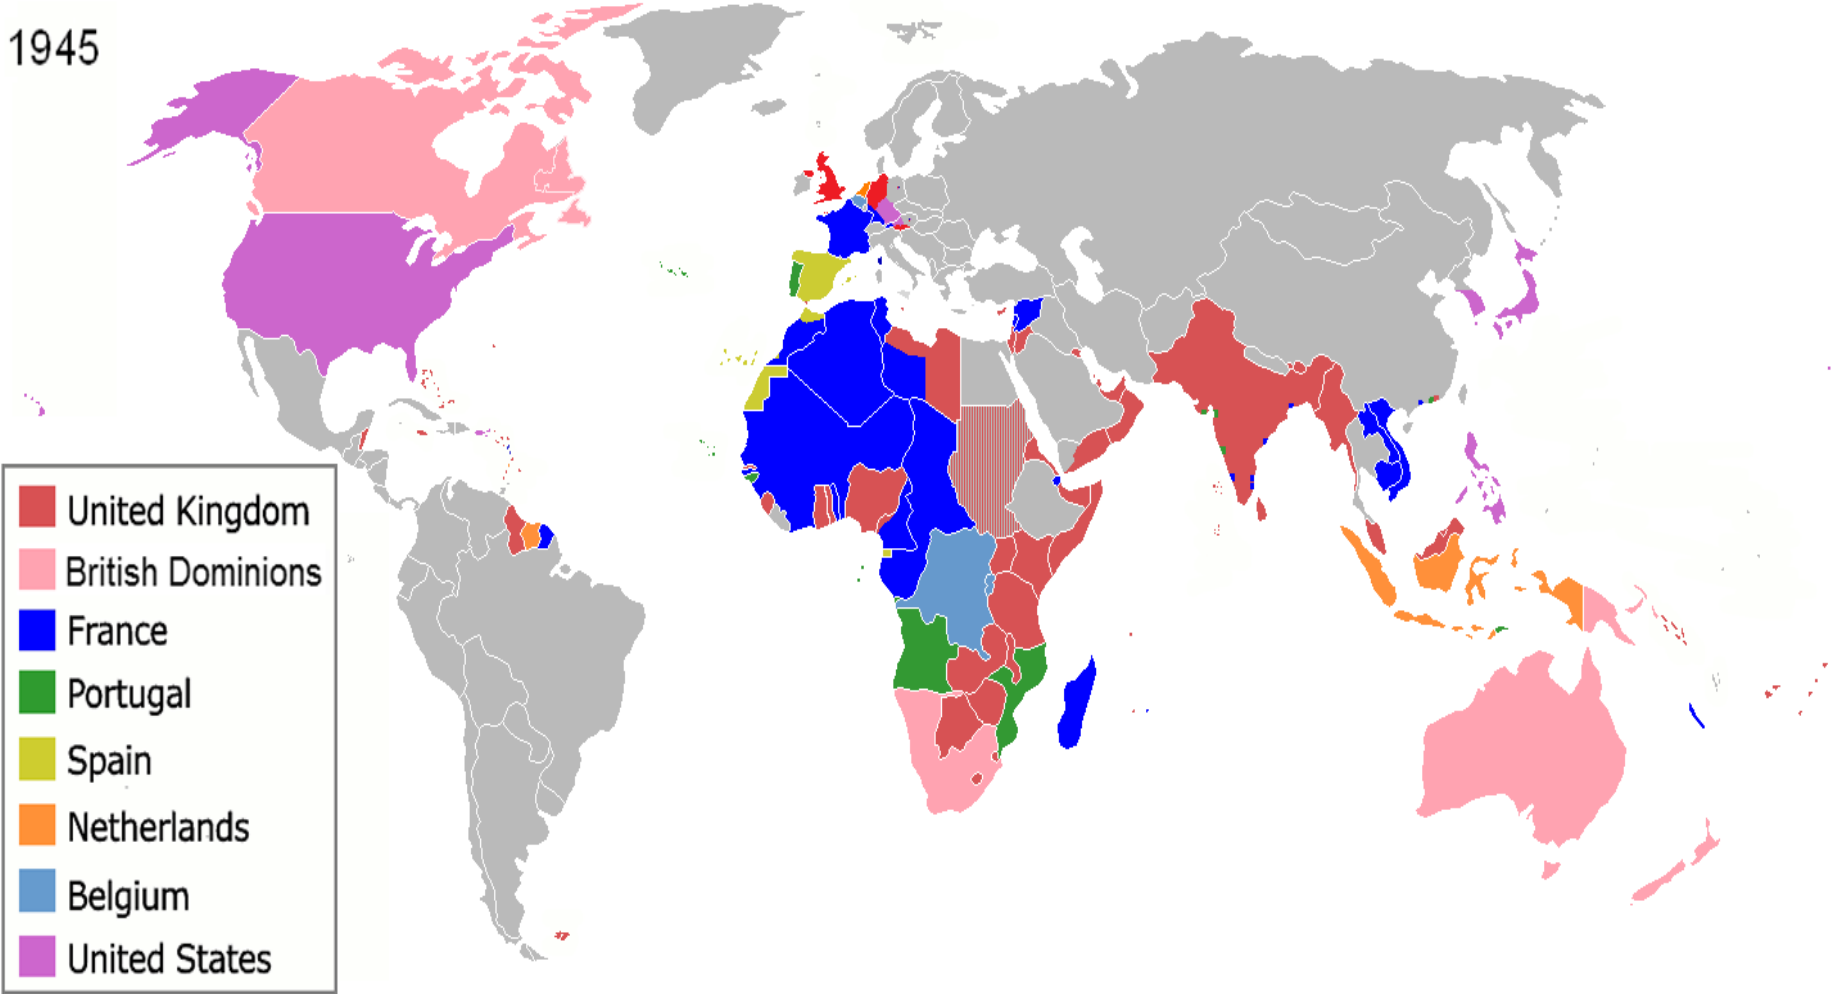 1945
United Kingdom
British Dominions
France
Portugal
Spain
Netherlands
Belgium
United States